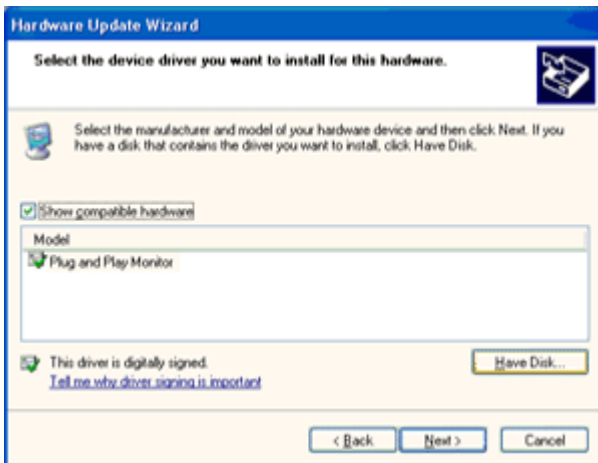 Hardware Update Wizard
Select the device driver you want to install for this hardware.
Select the manufacturer and model of your hardware device and then click Next. If you
have a disk that contains the driver you want to install, click Have Disk.
Show compatible hardware
Model
Plug and Play Monitor
This driver is digitally signed.
Have Disk...
Tell me why driver signing is important
< Back
Next >
Cancel